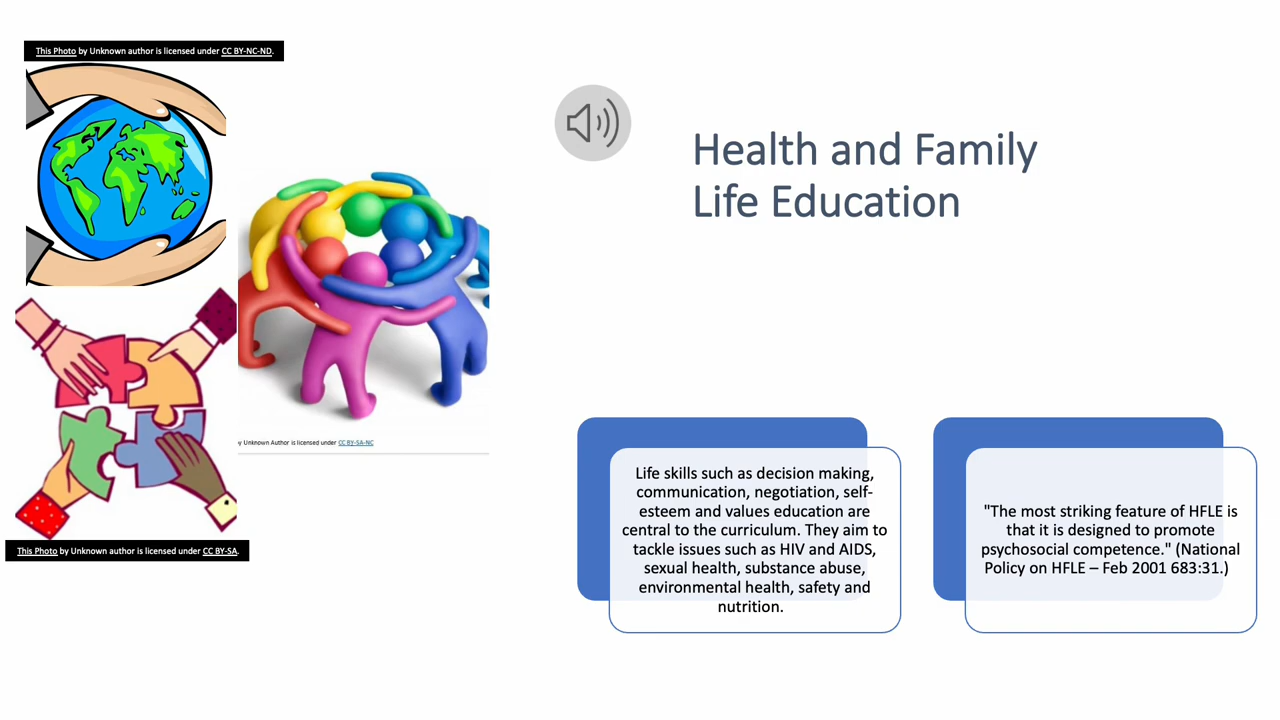 This Photo by Unknown author is licensed under CC BY-NC-ND.
Health and Family
Life Education
y Unknown Author is licensed under CC BY-SA-NC
Life skills such as decision making,
communication, negotiation, self-
esteem and values education are
central to the curriculum. They aim to
tackle issues such as HIV and AIDS,
sexual health, substance abuse,
environmental health, safety and
nutrition.
"The most striking feature of HFLE is
that it is designed to promote
psychosocial competence." (National
Policy on HFLE – Feb 2001 683:31.)
This Photo by Unknown author is licensed under CC BY-SA.